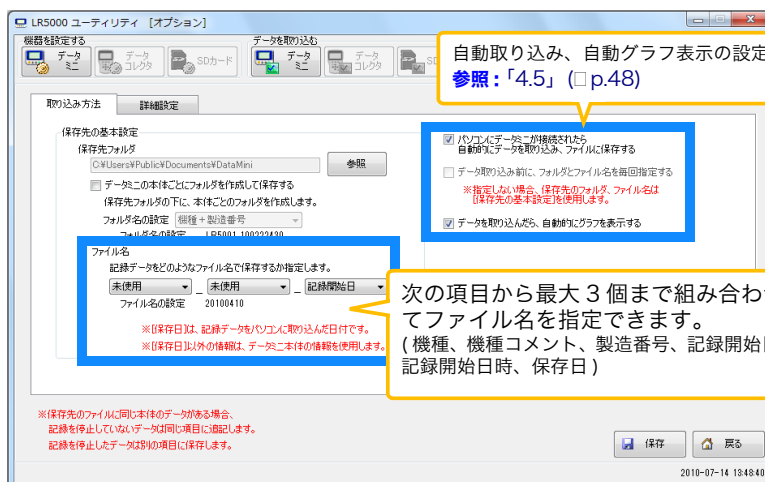 LR5000 ユーティリティ [オプション]
機器を設定する
データを取り込む
データ
ミニ
データ
コレクタ
SDカード
データ
ミニ
データ
コレクタ
自動取り込み、自動グラフ表示の設定
参照：「4.5」(□ p.48)
取り込み方法
詳細設定
保存先の基本設定
保存先フォルダ
C:¥Users¥Public¥Documents¥DataMini
参照
データミニの本体ごとにフォルダを作成して保存する
保存先フォルダの下に、本体ごとのフォルダを作成します。
フォルダ名の設定 機種+製造番号
フォルダ名の設定 LR5001_100222430
パソコンにデータミニが接続されたら
自動的にデータを取り込み、ファイルに保存する
データ取り込み前に、フォルダとファイル名を毎回指定する
※指定しない場合、保存先のフォルダ、ファイル名は
[保存先の基本設定]を使用します。
データを取り込んだら、自動的にグラフを表示する
ファイル名
記録データをどのようなファイル名で保存するか指定します。
未使用 _ 未使用 _ 記録開始日
ファイル名の設定 20100410
※[保存日]は、記録データをパソコンに取り込んだ日付です。
※[保存日]以外の情報は、データミニ本体の情報を使用します。
次の項目から最大 3 個まで組み合わ
てファイル名を指定できます。
(機種、機種コメント、製造番号、記録開始
記録開始日時、保存日)
※保存先のファイルに同じ本体のデータがある場合、
記録を停止していないデータは同じ項目に追記します。
記録を停止したデータは別の項目に保存します。
保存
戻る
2010-07-14 13:48:40